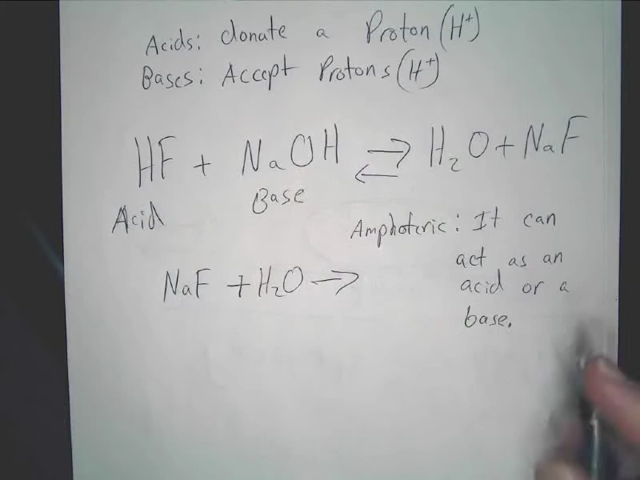 Acids: donate a Proton (H⁺)
Bases: Accept Protons (H⁺)
HF + NaOH ⇄ H₂O + NaF
Acid Base
Amphoteric: It can
act as an
acid or a
base.
NaF + H₂O →